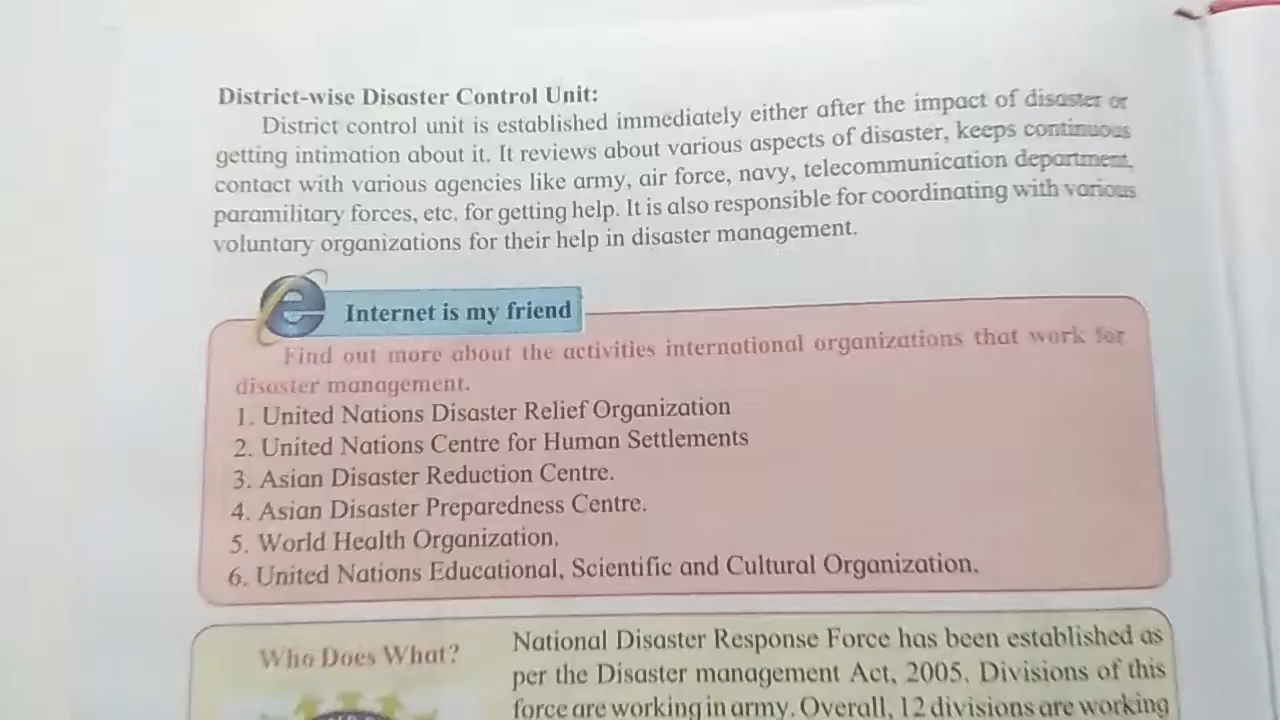 District-wise Disaster Control Unit:
District control unit is established immediately either after the impact of disaster or
getting intimation about it. It reviews about various aspects of disaster, keeps continuous
contact with various agencies like army, air force, navy, telecommunication department,
paramilitary forces, etc. for getting help. It is also responsible for coordinating with various
voluntary organizations for their help in disaster management.
Internet is my friend
Find out more about the activities international organizations that work for
disaster management.
1. United Nations Disaster Relief Organization
2. United Nations Centre for Human Settlements
3. Asian Disaster Reduction Centre.
4. Asian Disaster Preparedness Centre.
5. World Health Organization.
6. United Nations Educational, Scientific and Cultural Organization.
Who Does What?
National Disaster Response Force has been established as
per the Disaster management Act, 2005. Divisions of this
force are working in army. Overall, 12 divisions are working